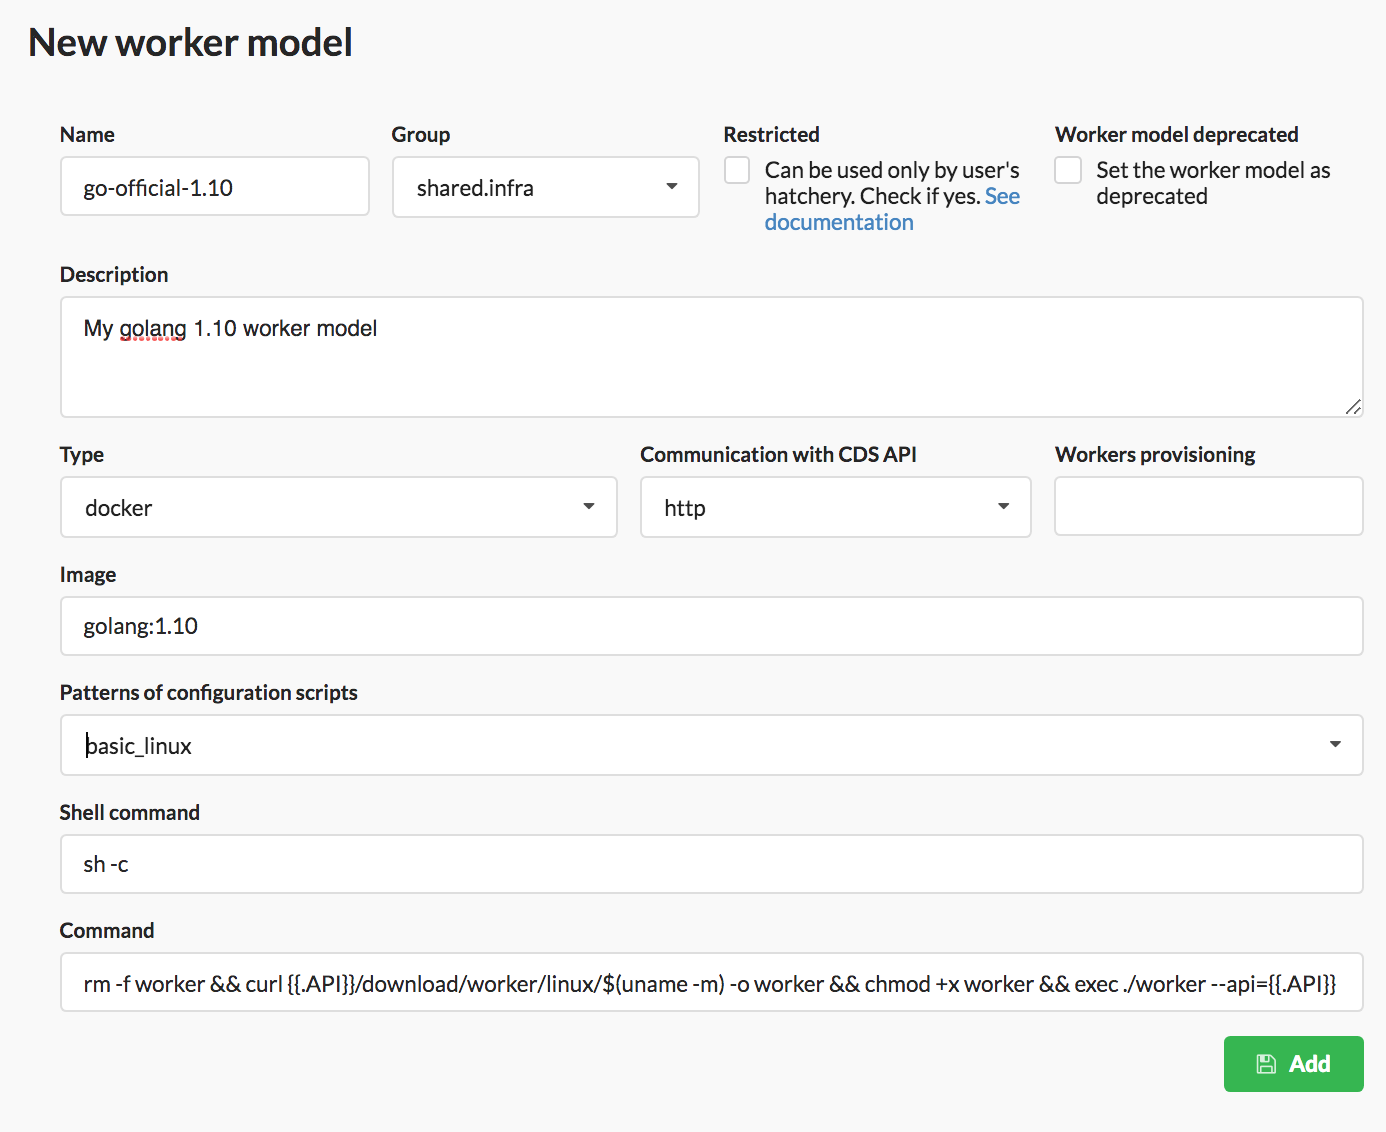 New worker model
Name
Group
Restricted
Worker model deprecated
go-official-1.10
shared.infra
Can be used only by user's
hatchery. Check if yes. See
documentation
Set the worker model as
deprecated
Description
My golang 1.10 worker model
Type
Communication with CDS API
Workers provisioning
docker
http
Image
golang:1.10
Patterns of configuration scripts
basic_linux
Shell command
sh -c
Command
rm -f worker && curl {{.API}}/download/worker/linux/$(uname -m) -o worker && chmod +x worker && exec ./worker --api={{.API}}
Add